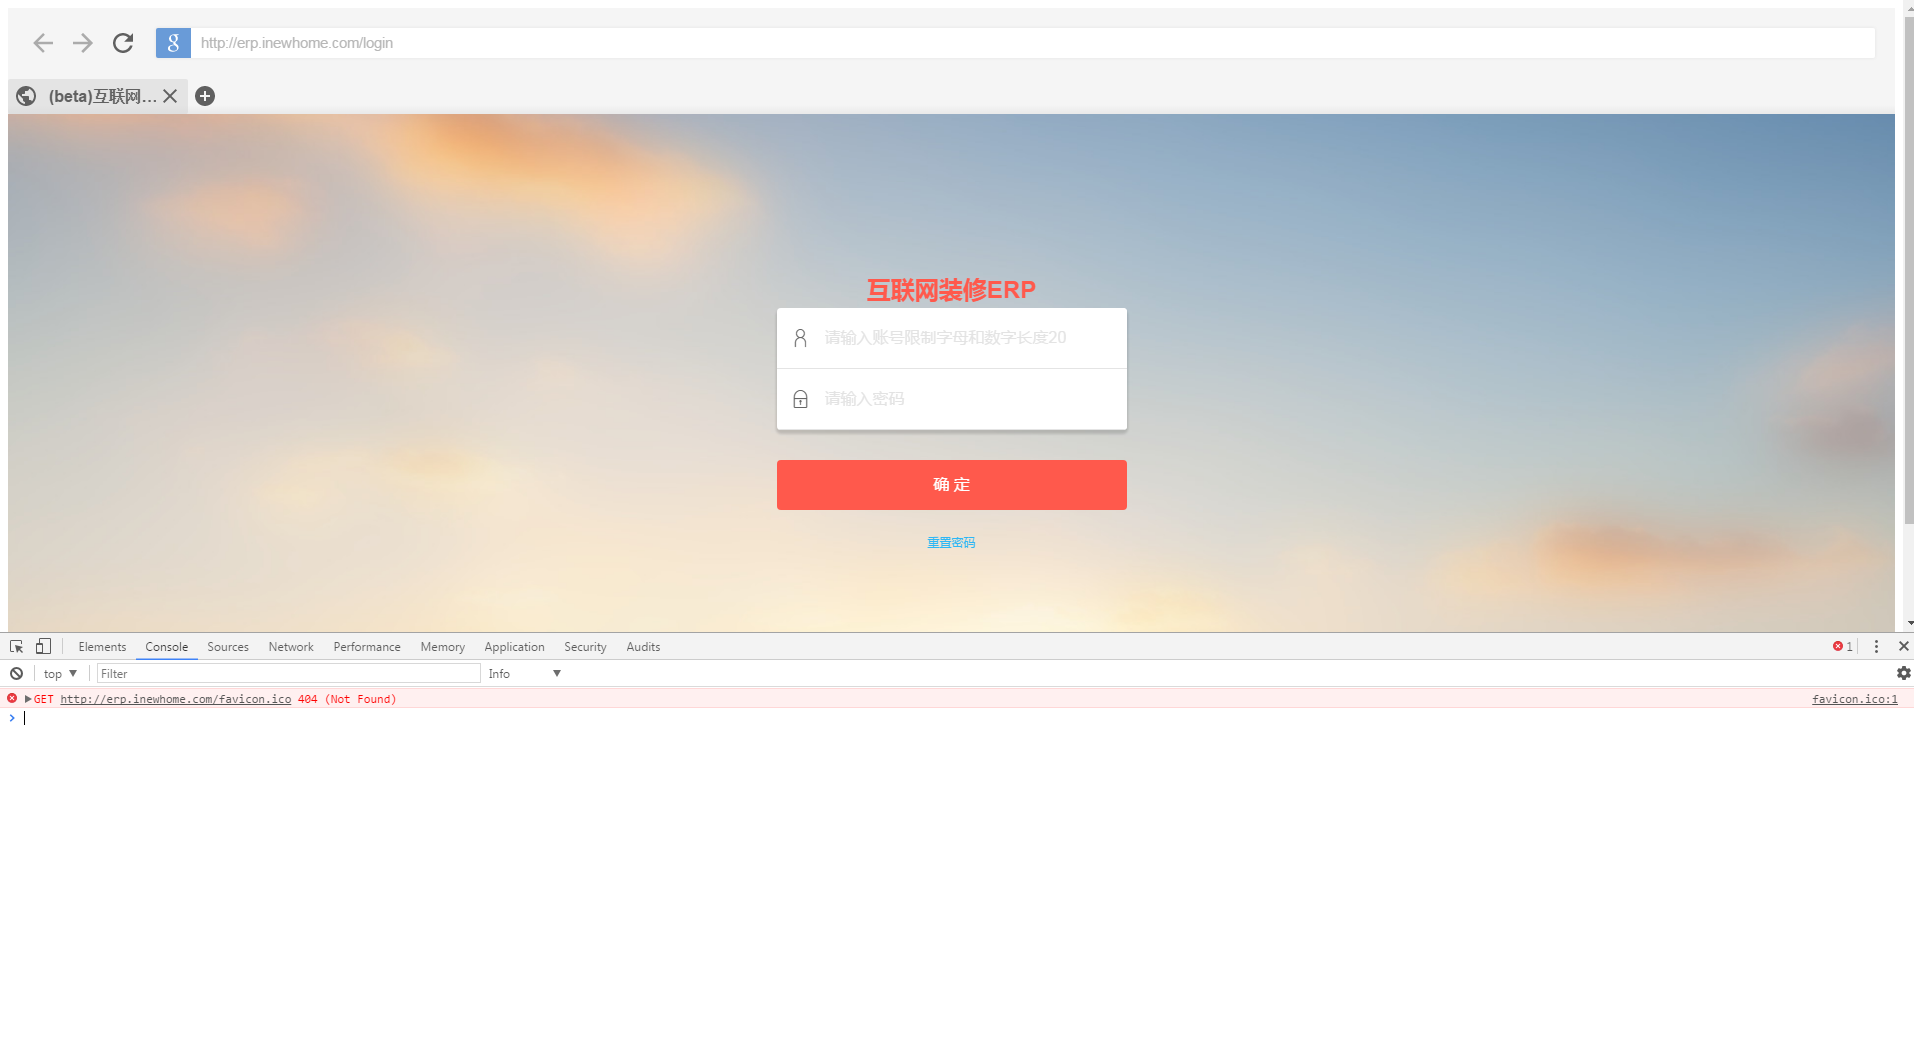 g http://erp.inewhome.com/login
(beta)互联网...
互联网装修ERP
请输入账号限制字母和数字长度20
请输入密码
确 定
重置密码
Elements Console Sources Network Performance Memory Application Security Audits 1
top Filter Info
GET http://erp.inewhome.com/favicon.ico 404 (Not Found) favicon.ico:1